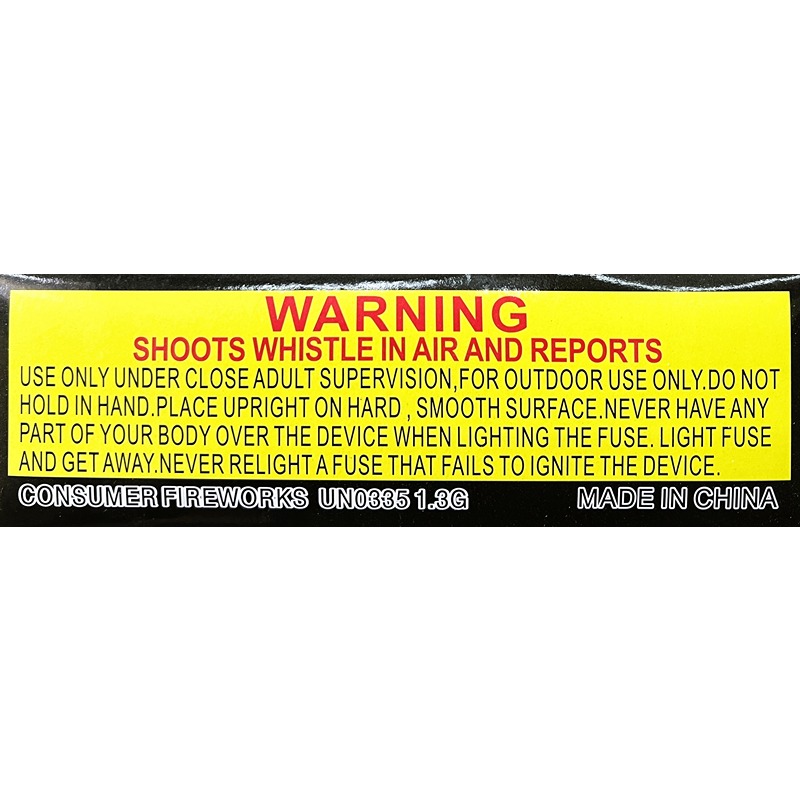 WARNING
SHOOTS WHISTLE IN AIR AND REPORTS
USE ONLY UNDER CLOSE ADULT SUPERVISION,FOR OUTDOOR USE ONLY.DO NOT
HOLD IN HAND.PLACE UPRIGHT ON HARD , SMOOTH SURFACE.NEVER HAVE ANY
PART OF YOUR BODY OVER THE DEVICE WHEN LIGHTING THE FUSE. LIGHT FUSE
AND GET AWAY.NEVER RELIGHT A FUSE THAT FAILS TO IGNITE THE DEVICE.
CONSUMER FIREWORKS UN0335 1.3G MADE IN CHINA